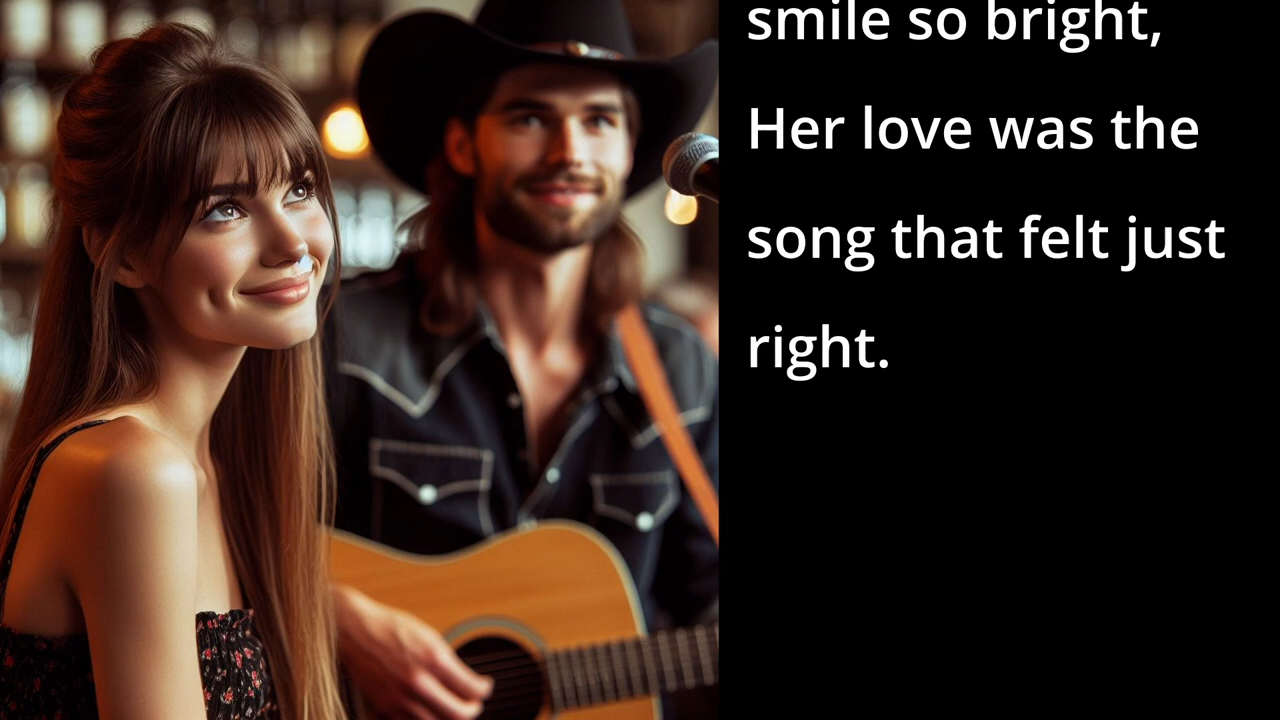 smile so bright,
Her love was the
song that felt just
right.